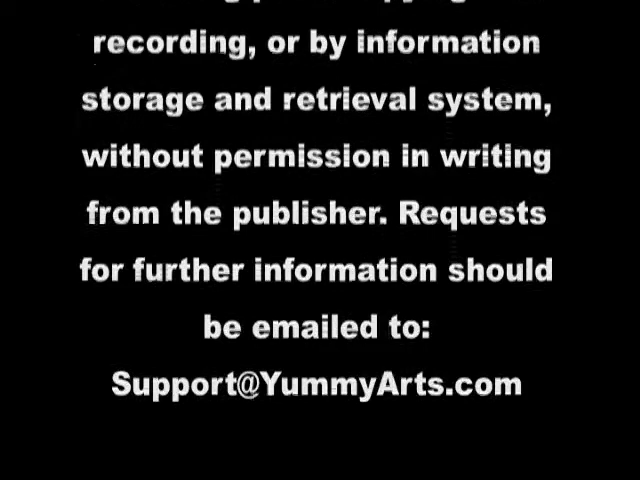 recording, or by information
storage and retrieval system,
without permission in writing
from the publisher. Requests
for further information should
be emailed to:
Support@YummyArts.com